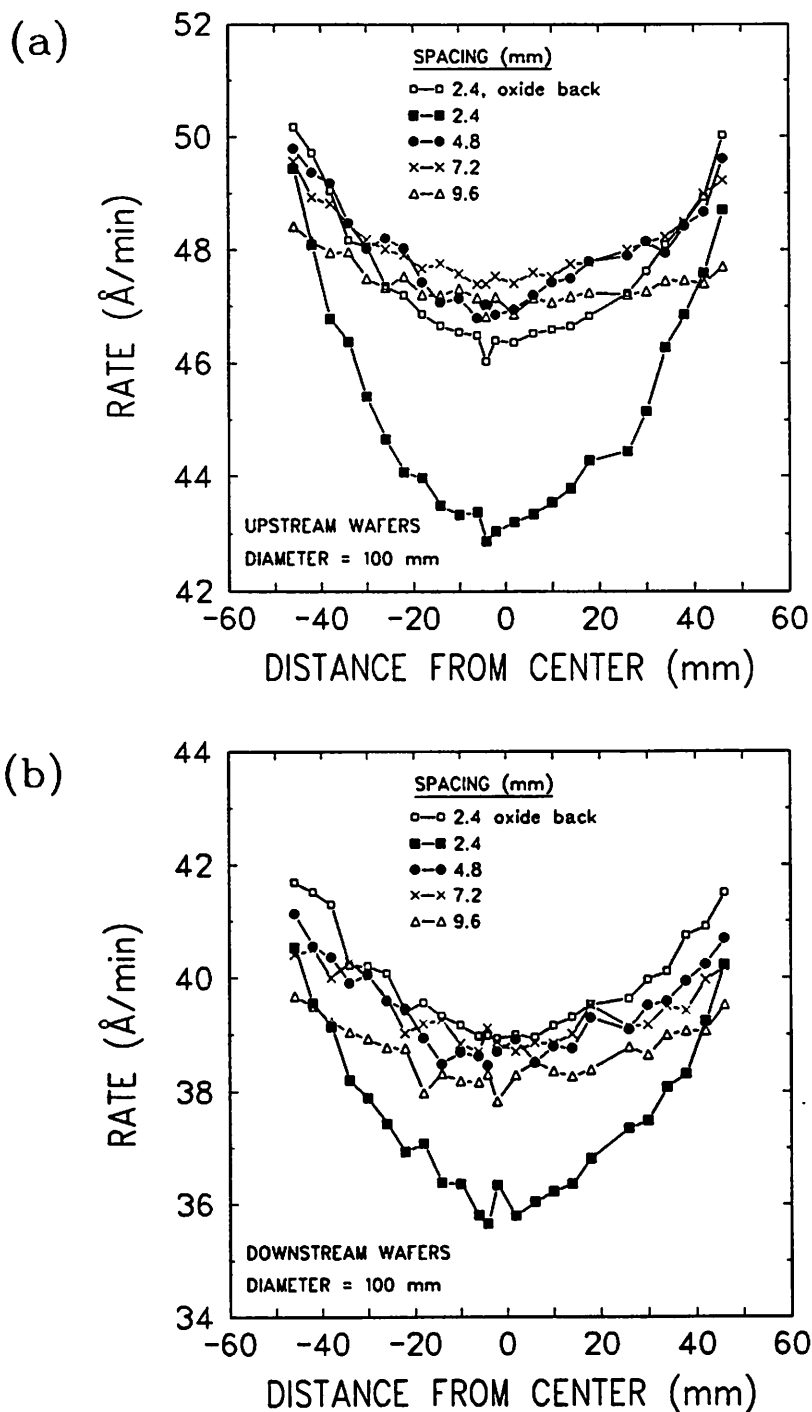 (a)
52
50
48
46
44
42
RATE (Å/min)
SPACING (mm)
2.4, oxide back
2.4
4.8
7.2
9.6
UPSTREAM WAFERS
DIAMETER = 100 mm
-60 -40 -20 0 20 40 60
DISTANCE FROM CENTER (mm)
(b)
44
42
40
38
36
34
RATE (Å/min)
SPACING (mm)
2.4 oxide back
2.4
4.8
7.2
9.6
DOWNSTREAM WAFERS
DIAMETER = 100 mm
-60 -40 -20 0 20 40 60
DISTANCE FROM CENTER (mm)